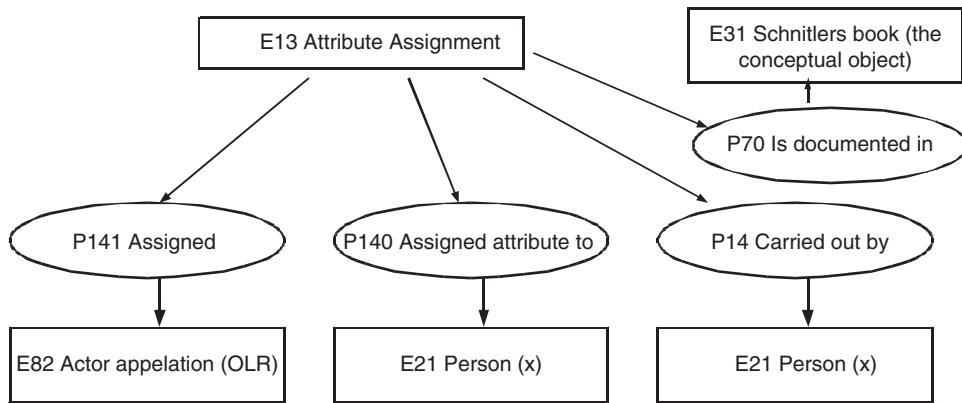 E13 Attribute Assignment
E31 Schnitlers book (the
conceptual object)
P70 Is documented in
P141 Assigned
P140 Assigned attribute to
P14 Carried out by
E82 Actor appelation (OLR)
E21 Person (x)
E21 Person (x)